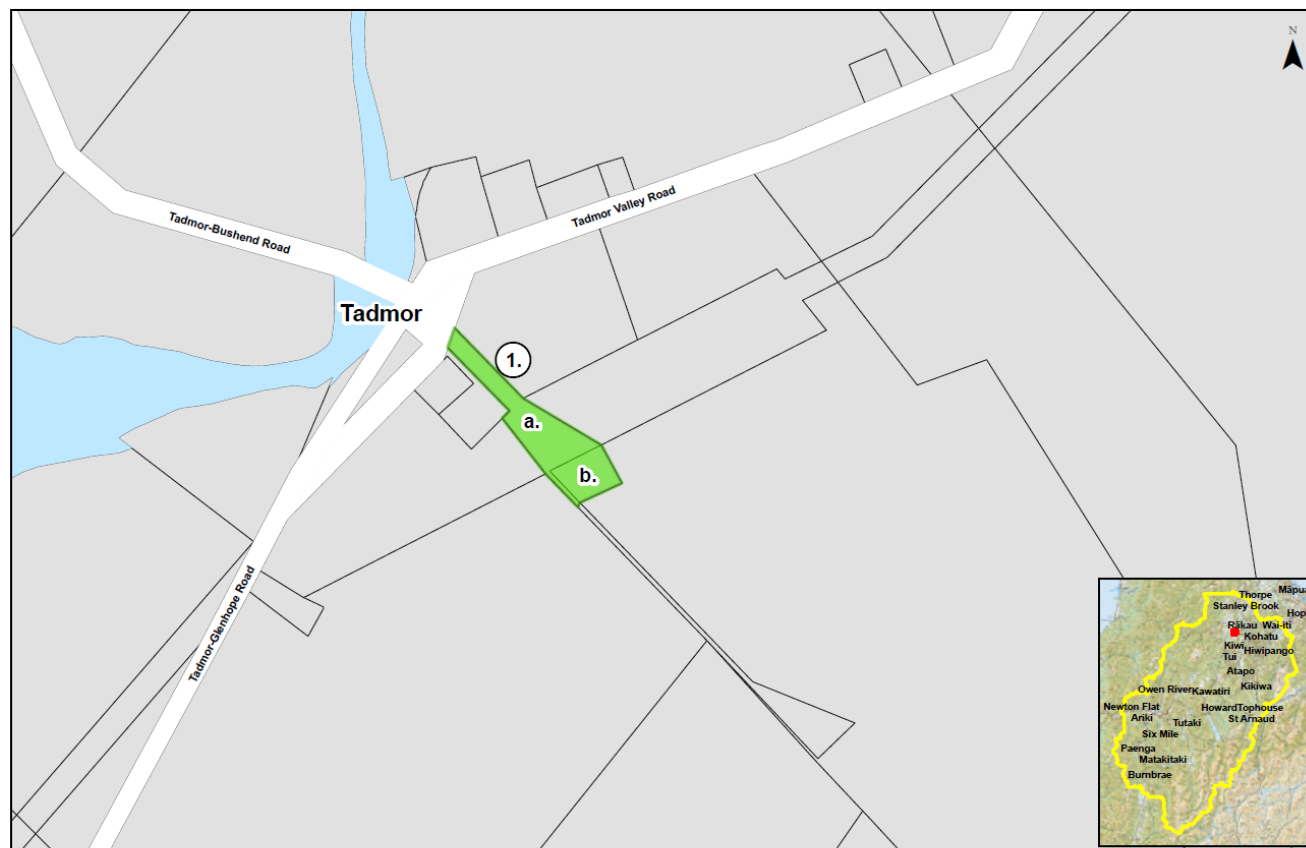 N
Tadmor-Bushend Road
Tadmor Valley Road
Tadmor
1.
a.
b.
Tadmor-Glenhope Road
Thorpe
Māpua
Stanley Brook
Hop
Rākau Wai-iti
Kohatu
Kiwi
Hiwipango
Tui
Atapo
Kikiwa
Owen River
Kawatiri
Newton Flat
Howard
Tophouse
Ariki
St Arnaud
Tutaki
Six Mile
Paenga
Matakitaki
Burnbrae